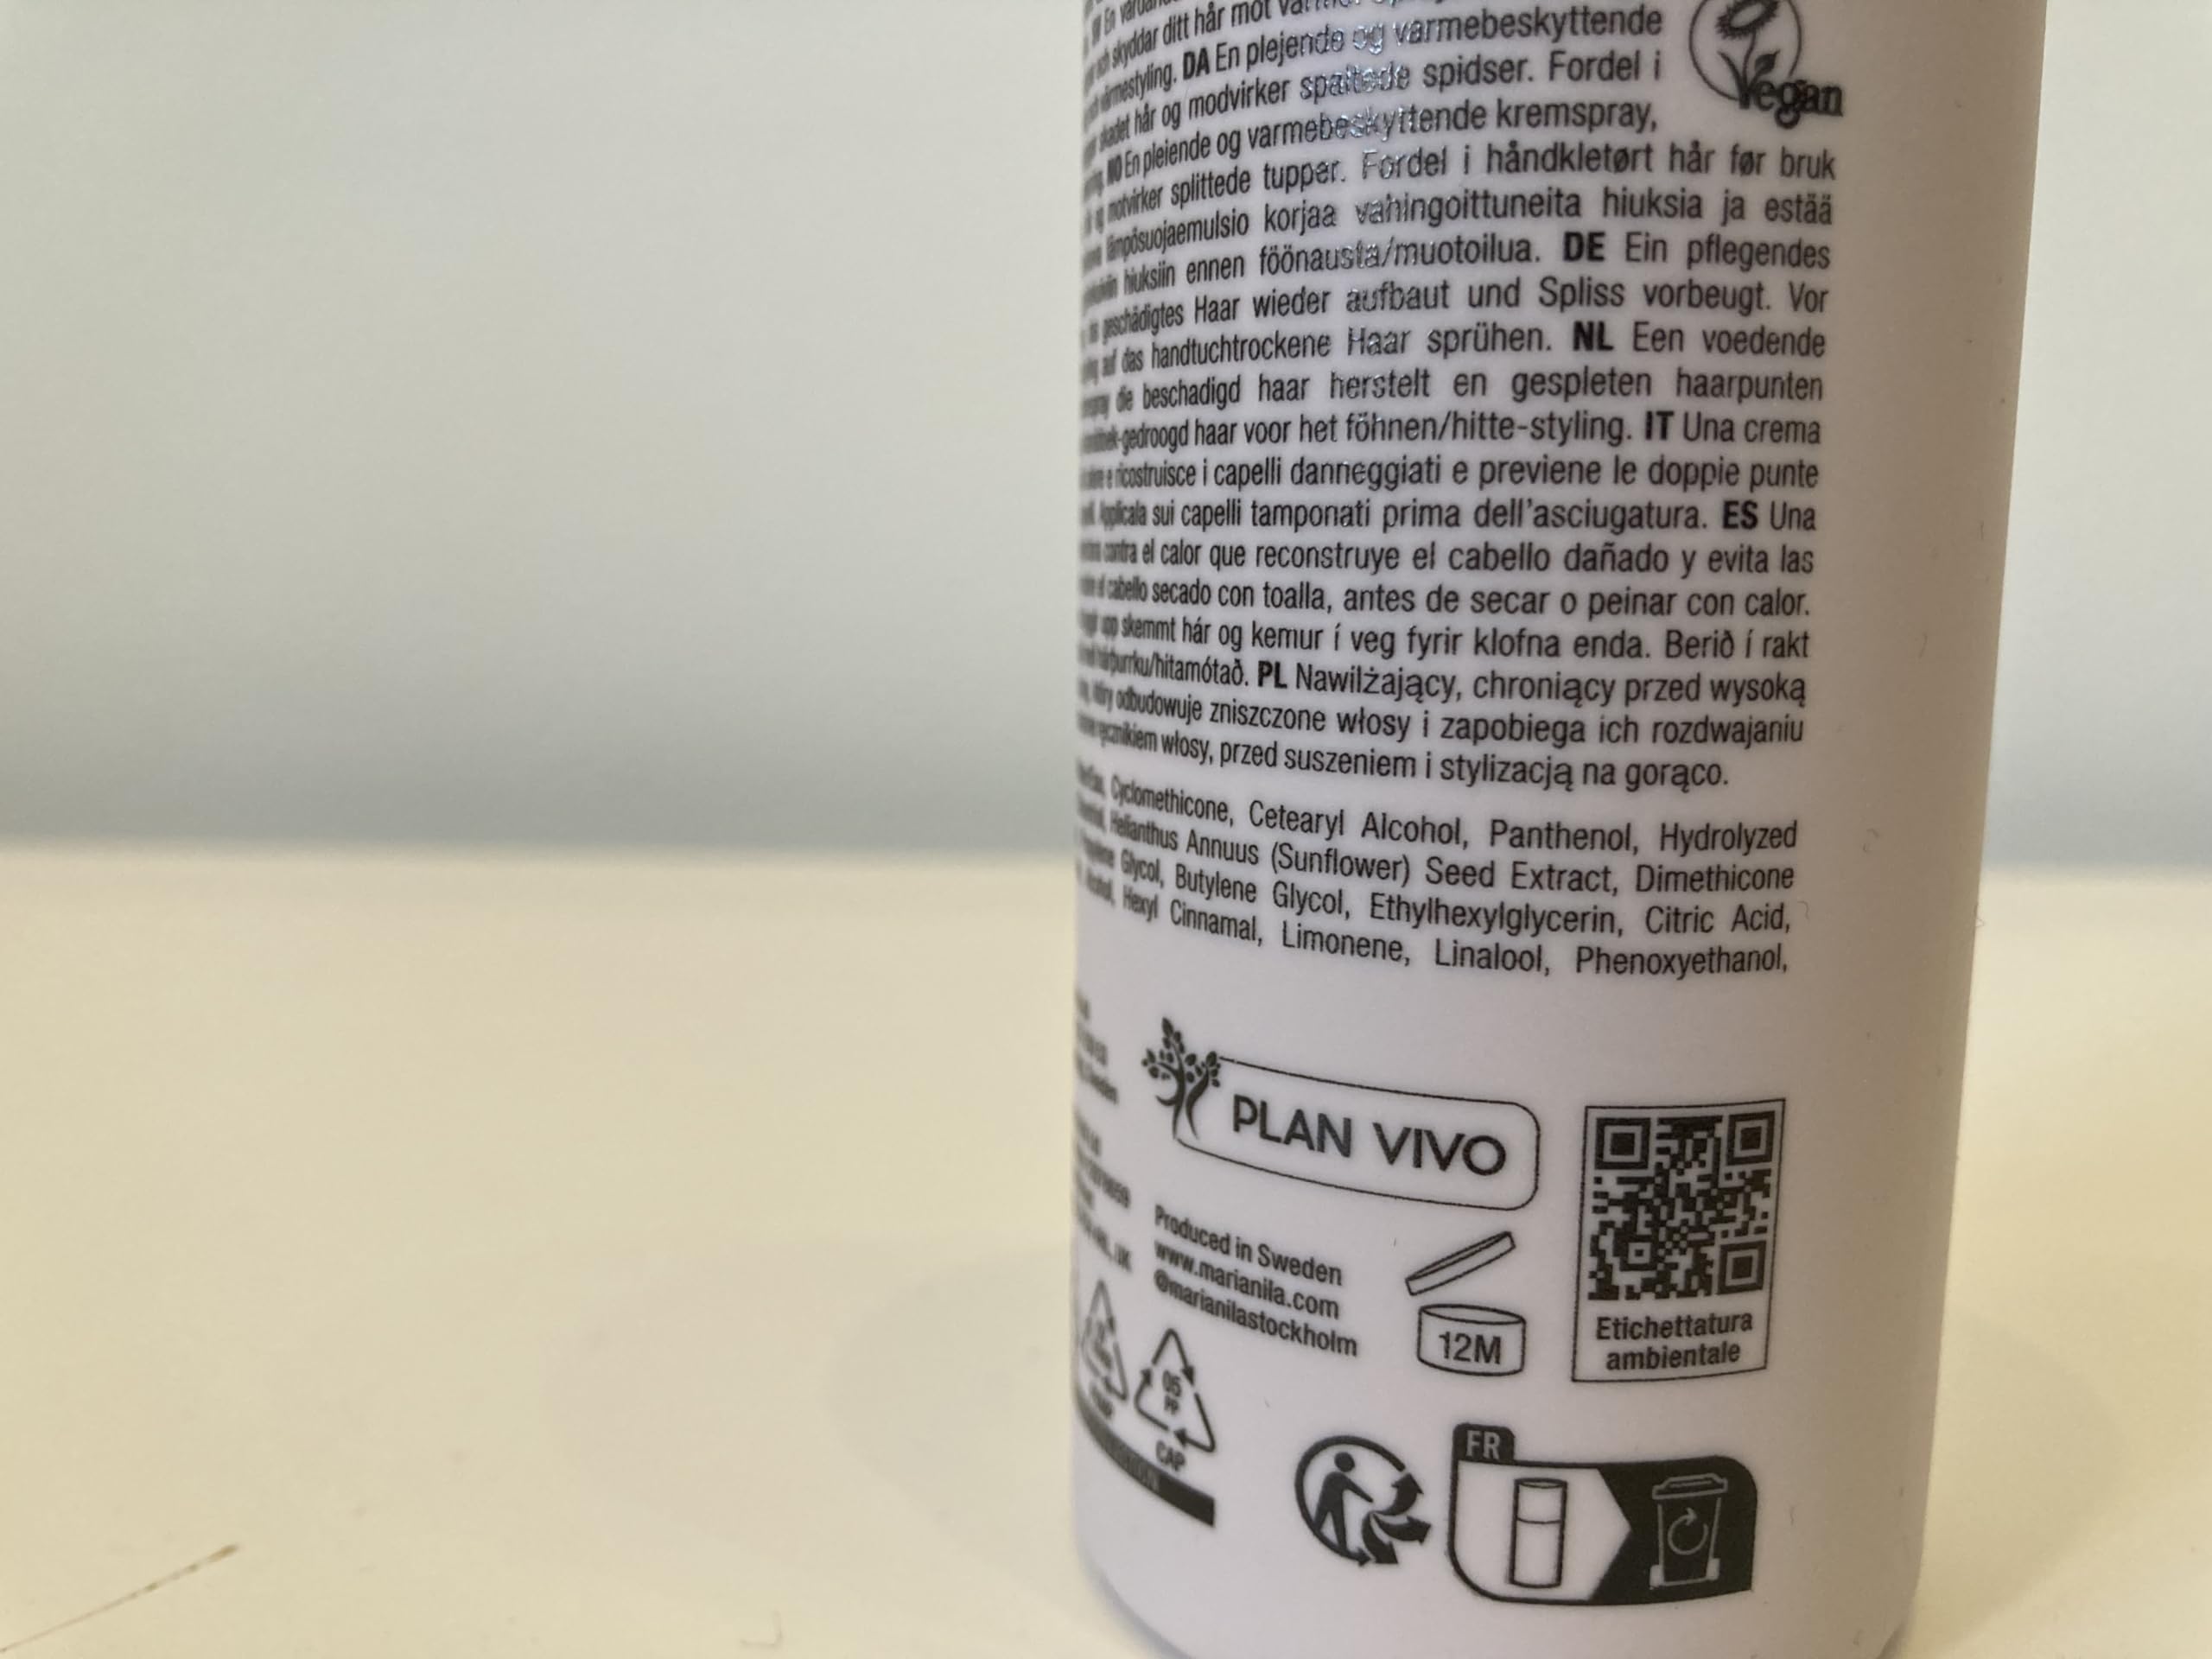 En
skyddar ditt hår mot
DA En plejende og varmebeskyttende
hår og modvirker spaltede spidser. Fordel i
NO En pleiende og varmebeskyttende kremspray,
motvirker splittede tupper. Fordel i håndkletørt hår før bruk
lämpösuojaemulsio korjaa vahingoittuneita hiuksia ja estää
hiuksiin ennen föönausta/muotoilua. DE Ein pflegendes
geschädigtes Haar wieder aufbaut und Spliss vorbeugt. Vor
auf das handtuchtrockene Haar sprühen. NL Een voedende
die beschadigd haar herstelt en gespleten haarpunten
haar voor het föhnen/hitte-styling. IT Una crema
e ricostruisce i capelli danneggiati e previene le doppie punte
Applicala sui capelli tamponati prima dell'asciugatura. ES Una
contra el calor que reconstruye el cabello dañado y evita las
cabello secado con toalla, antes de secar o peinar con calor.
upp skemmt hár og kemur í veg fyrir klofna enda. Berið í rakt
PL Nawilżający, chroniący przed wysoką
odbudowuje zniszczone włosy i zapobiega ich rozdwajaniu
włosy, przed suszeniem i stylizacją na gorąco.
Cyclomethicone, Cetearyl Alcohol, Panthenol, Hydrolyzed
Helianthus Annuus (Sunflower) Seed Extract, Dimethicone
Glycol, Butylene Glycol, Ethylhexylglycerin, Citric Acid,
Hexyl Cinnamal, Limonene, Linalool, Phenoxyethanol,
Vegan
PLAN VIVO
Produced in Sweden
www.marianila.com
@marianilastockholm
UK
12M
Etichettatura
ambientale
05
PP
CAP
FR